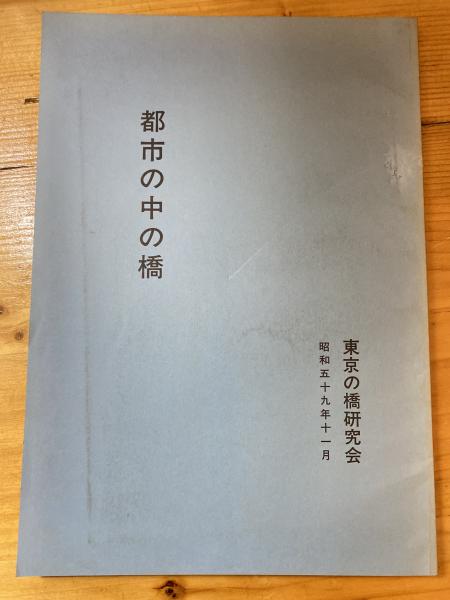 都市の中の橋
東京の橋研究会
昭和五十九年十一月